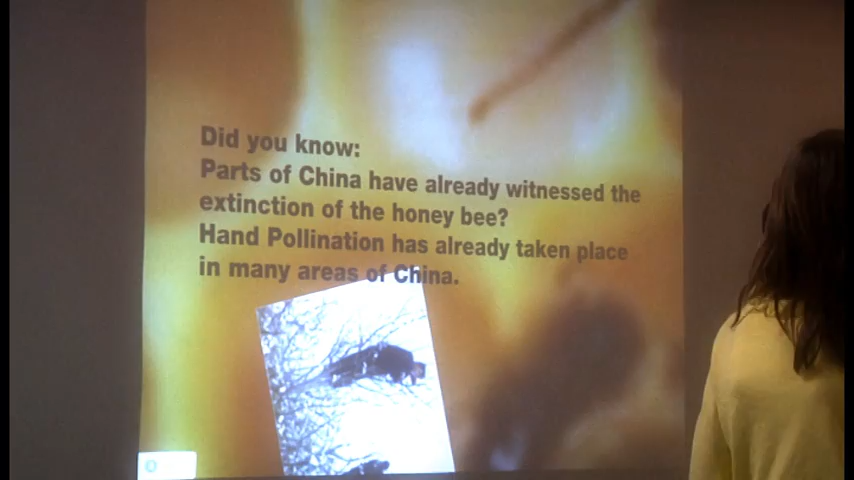 Did you know:
Parts of China have already witnessed the
extinction of the honey bee?
Hand Pollination has already taken place
in many areas of China.